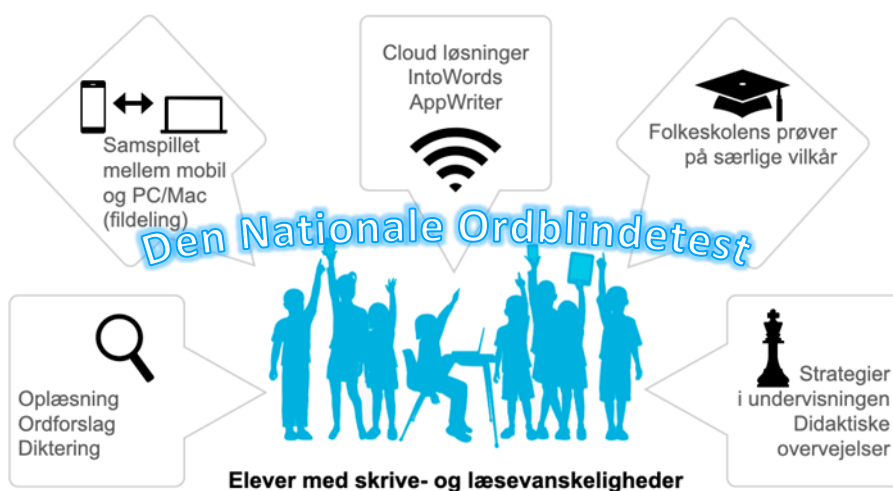 Samspillet
mellem mobil
og PC/Mac
(fildeling)
Cloud løsninger
IntoWords
AppWriter
Folkeskolens prøver
på særlige vilkår
Den Nationale Ordblindetest
Oplæsning
Ordforslag
Diktering
Strategier
i undervisningen
Didaktiske
overvejelser
Elever med skrive- og læsevanskeligheder